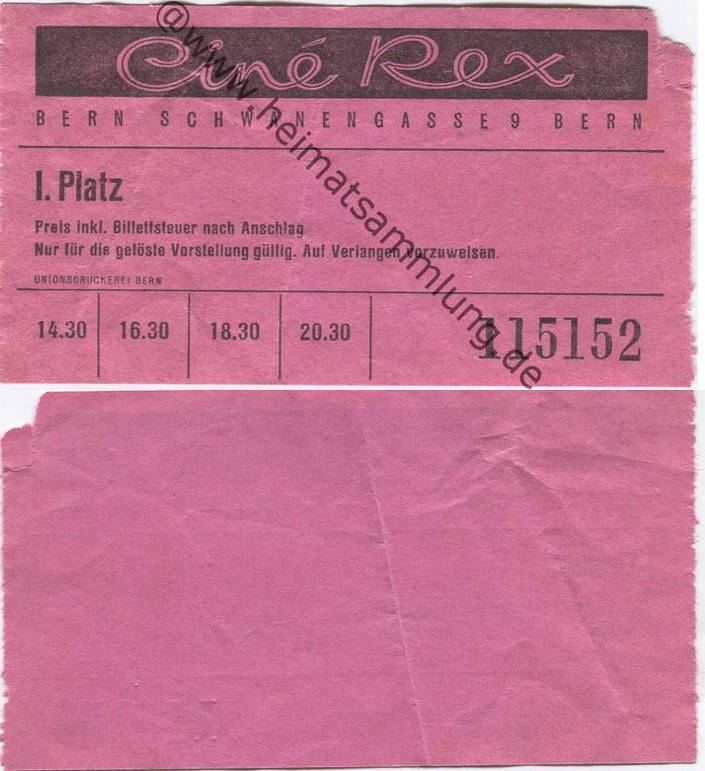 Ciné Rex
BERN SCHWANENGASSE 9 BERN
I. Platz
Preis inkl. Billettsteuer nach Anschlag
Nur für die gelöste Vorstellung gültig. Auf Verlangen vorzuweisen.
UNIONSDRUCKEREI BERN
14.30 16.30 18.30 20.30 115152
@www.heimatsammlung.de